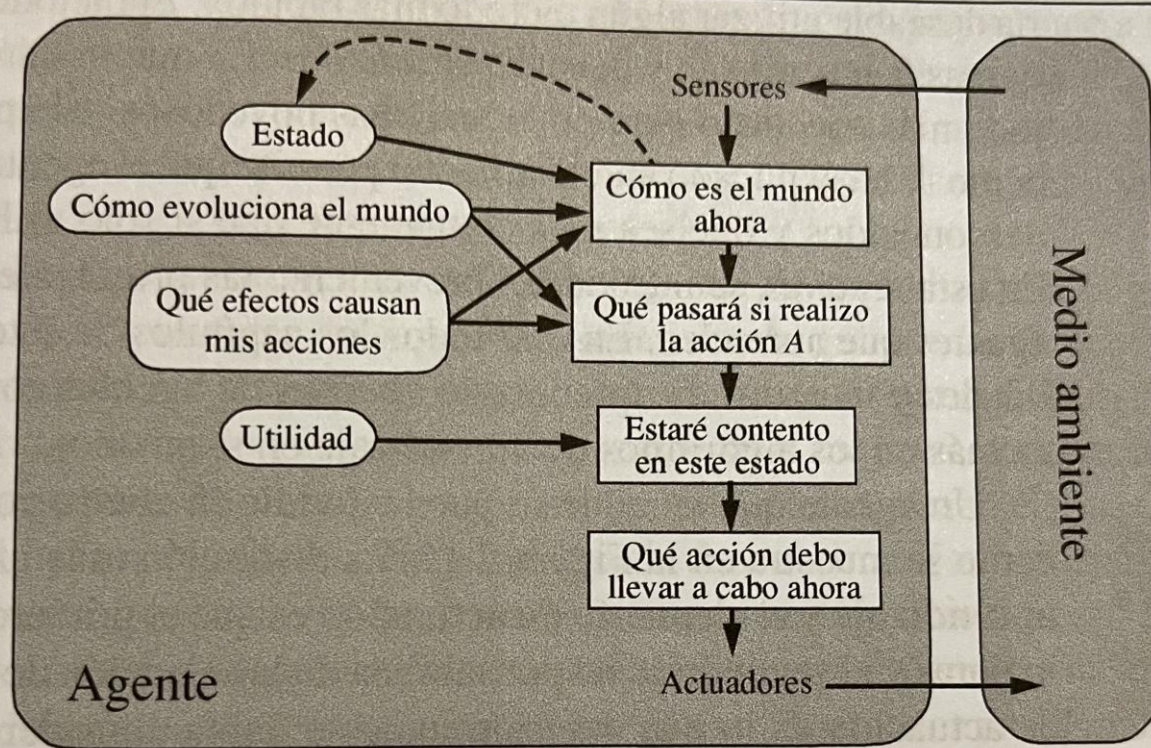 Sensores
Estado
Cómo es el mundo
ahora
Cómo evoluciona el mundo
Qué efectos causan
mis acciones
Qué pasará si realizo
la acción A
Utilidad
Estaré contento
en este estado
Qué acción debo
llevar a cabo ahora
Agente
Actuadores
Medio ambiente